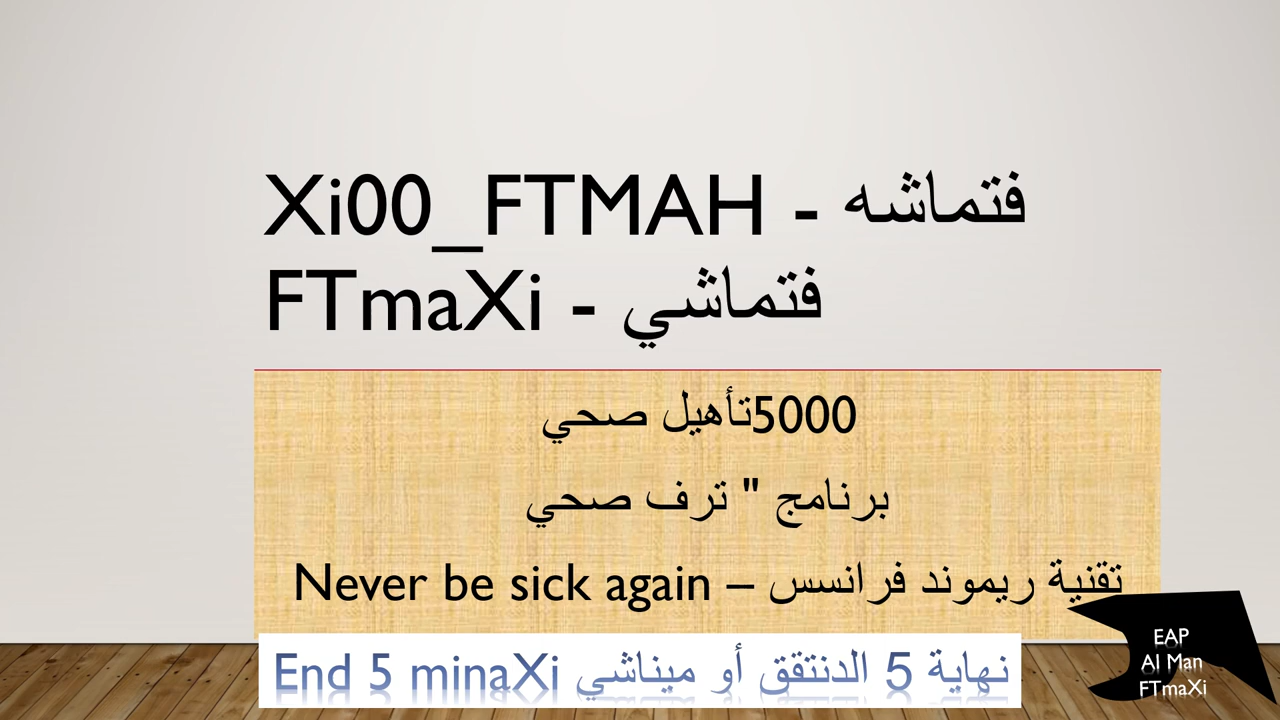 Xi00_FTMAH - فتماشه
FTmaXi - فتماشي
5000تأهيل صحي
برنامج " ترف صحي
تقنية ريموند فرانسس – Never be sick again
نهاية 5 الدنتقق أو ميناشي End 5 minaXi
EAP
Al Man
FTmaXi